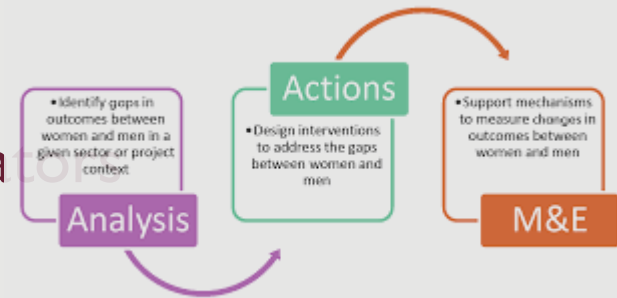 • Identify gaps in
outcomes between
women and men in a
given sector or project
context
Analysis
Actions
• Design interventions
to address the gaps
between women and
men
• Support mechanisms
to measure changes in
outcomes between
women and men
M&E